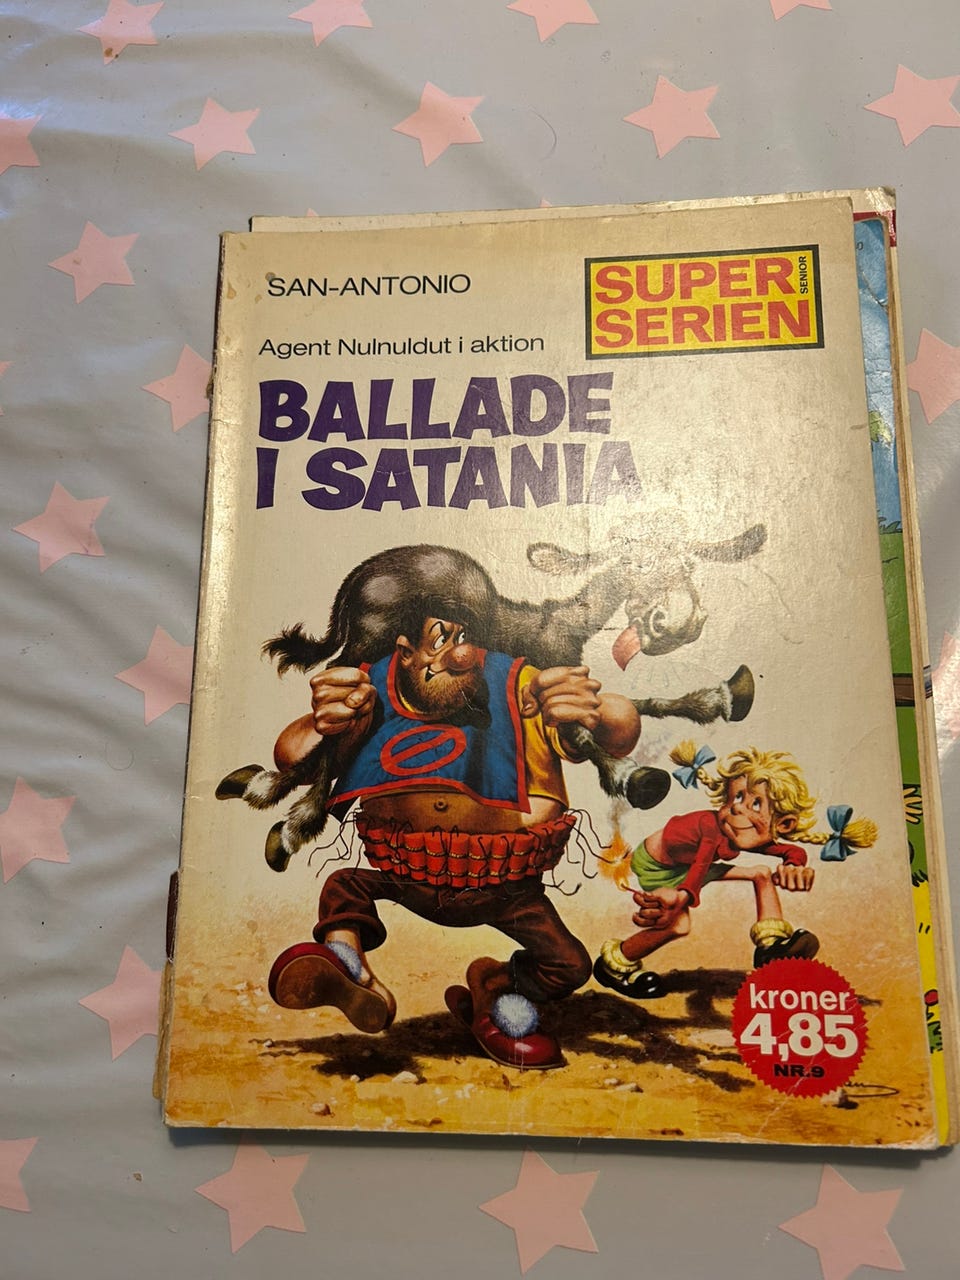 SAN-ANTONIO
SUPER
SENIOR
SERIEN
Agent Nulnuldut i aktion
BALLADE
I SATANIA
kroner
4,85
NR.9